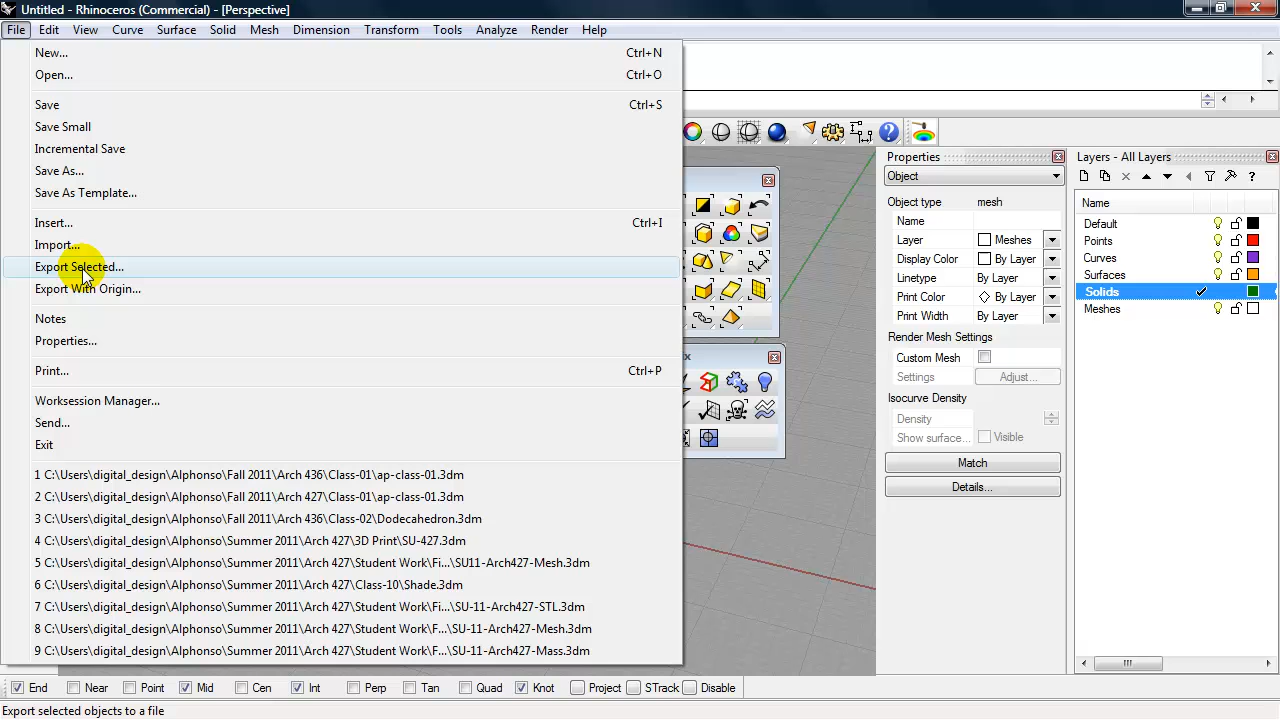 Untitled - Rhinoceros (Commercial) - [Perspective]
File Edit View Curve Surface Solid Mesh Dimension Transform Tools Analyze Render Help
New... Ctrl+N
Open... Ctrl+O
Save Ctrl+S
Save Small
Incremental Save
Save As...
Save As Template...
Insert... Ctrl+I
Import...
Export Selected...
Export With Origin...
Notes
Properties...
Print... Ctrl+P
Worksession Manager...
Send...
Exit
1 C:\Users\digital_design\Alphonso\Fall 2011\Arch 436\Class-01\ap-class-01.3dm
2 C:\Users\digital_design\Alphonso\Fall 2011\Arch 427\Class-01\ap-class-01.3dm
3 C:\Users\digital_design\Alphonso\Fall 2011\Arch 436\Class-02\Dodecahedron.3dm
4 C:\Users\digital_design\Alphonso\Summer 2011\Arch 427\3D Print\SU-427.3dm
5 C:\Users\digital_design\Alphonso\Summer 2011\Arch 427\Student Work\Fi...\SU11-Arch427-Mesh.3dm
6 C:\Users\digital_design\Alphonso\Summer 2011\Arch 427\Class-10\Shade.3dm
7 C:\Users\digital_design\Alphonso\Summer 2011\Arch 427\Student Work\Fi...\SU-11-Arch427-STL.3dm
8 C:\Users\digital_design\Alphonso\Summer 2011\Arch 427\Student Work\F...\SU-11-Arch427-Mesh.3dm
9 C:\Users\digital_design\Alphonso\Summer 2011\Arch 427\Student Work\F...\SU-11-Arch427-Mass.3dm
x
Properties
Object
Object type mesh
Name
Layer Meshes
Display Color By Layer
Linetype By Layer
Print Color By Layer
Print Width By Layer
Render Mesh Settings
Custom Mesh
Settings Adjust...
Isocurve Density
Density
Show surface... Visible
Match
Details...
Layers - All Layers
Name
Default
Points
Curves
Surfaces
Solids
Meshes
End Near Point Mid Cen Int Perp Tan Quad Knot Project STrack Disable
Export selected objects to a file